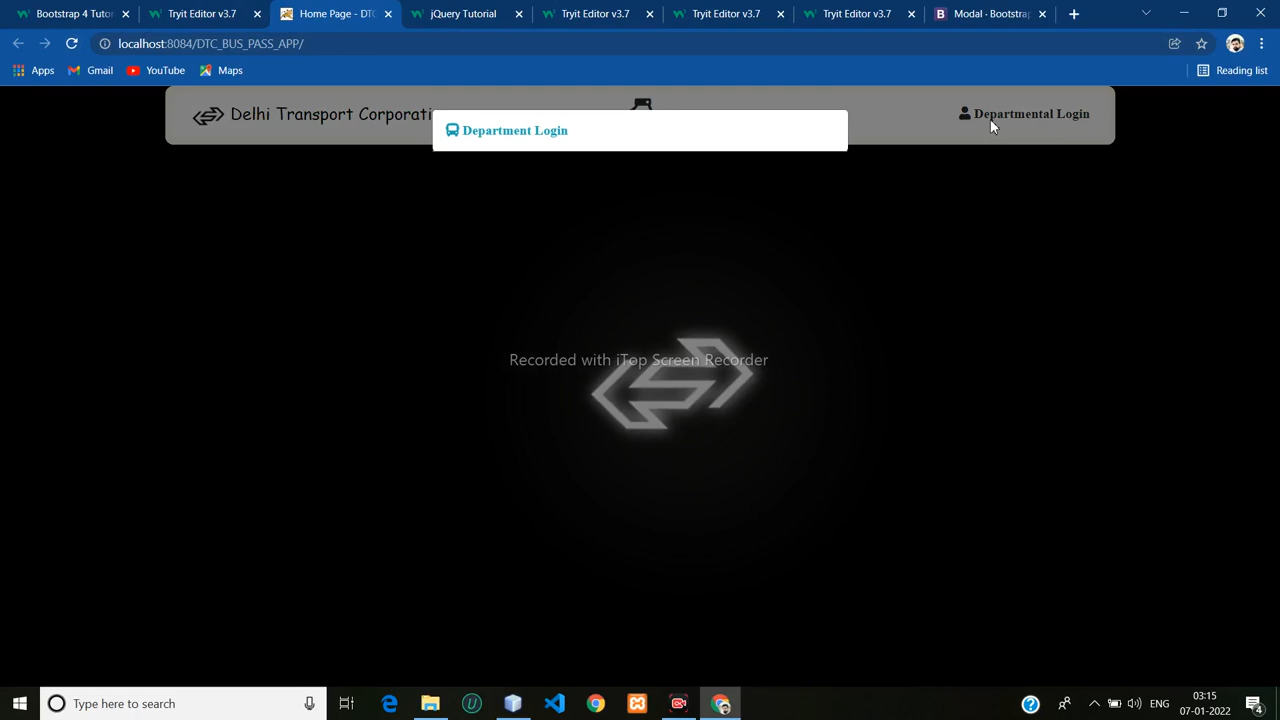 Bootstrap 4 Tuto
Tryit Editor v3.7
Home Page - DTC
jQuery Tutorial
Tryit Editor v3.7
Tryit Editor v3.7
Tryit Editor v3.7
Modal · Bootstrap
localhost:8084/DTC_BUS_PASS_APP/
Apps
Gmail
YouTube
Maps
Reading list
Delhi Transport Corporati
Departmental Login
Department Login
Recorded with iTop Screen Recorder
Type here to search
ENG
03:15
07-01-2022
4